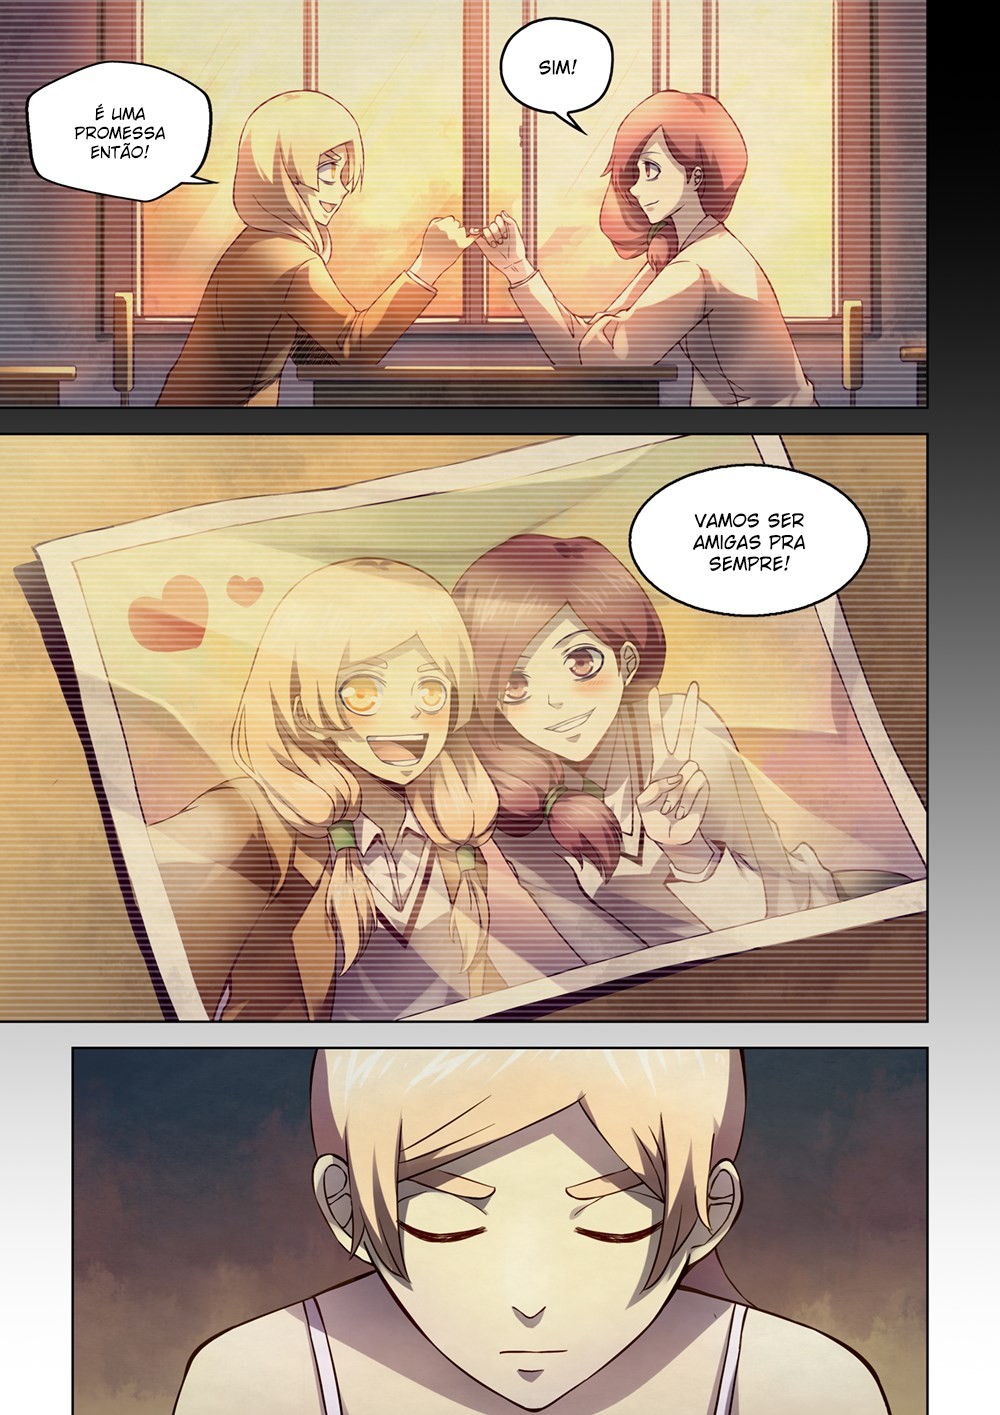 É UMA
PROMESSA
ENTÃO!
SIM!
VAMOS SER
AMIGAS PRA
SEMPRE!